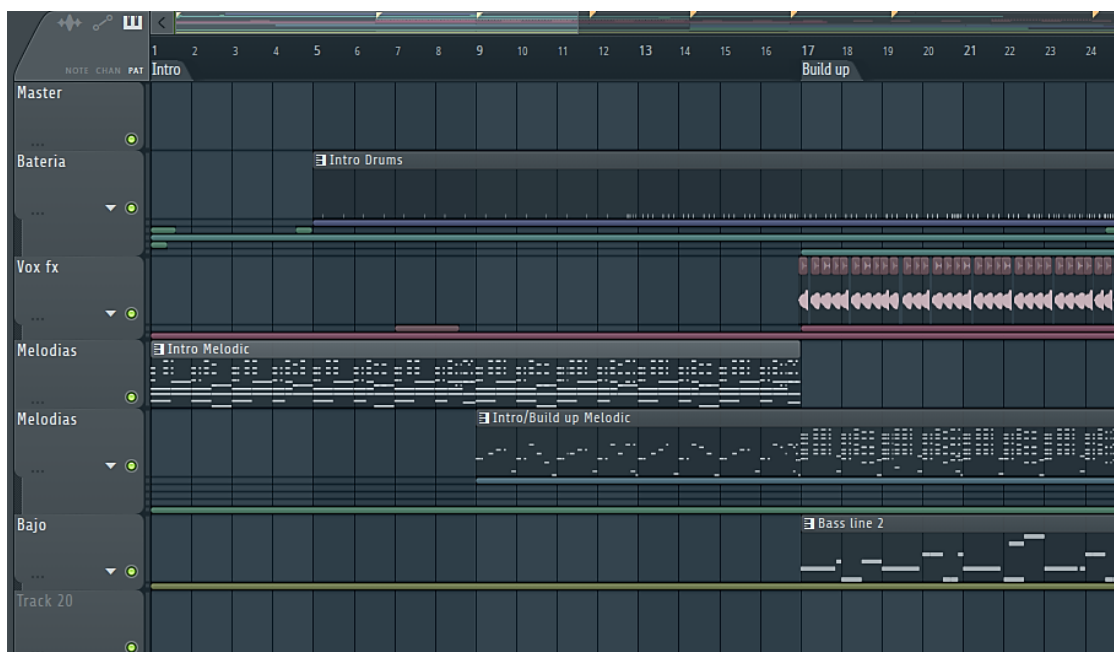 NOTE CHAN PAT
1 2 3 4 5 6 7 8 9 10 11 12 13 14 15 16 17 18 19 20 21 22 23 24
Intro Build up
Master
...
Bateria Intro Drums
...
Vox fx
...
Melodias Intro Melodic
...
Melodias Intro/Build up Melodic
...
Bajo Bass line 2
...
Track 20